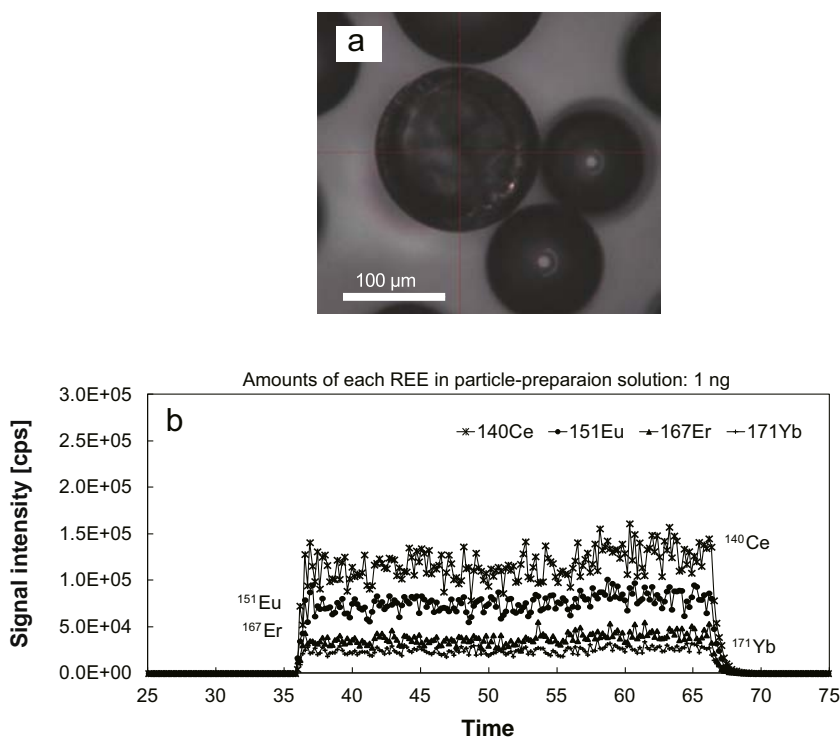 a
100 µm
Amounts of each REE in particle-preparaion solution: 1 ng
b
140Ce 151Eu 167Er 171Yb
3.0E+05
2.5E+05
2.0E+05
1.5E+05
1.0E+05
5.0E+04
0.0E+00
Signal intensity [cps]
¹⁴⁰Ce
¹⁵¹Eu
¹⁶⁷Er
¹⁷¹Yb
25 30 35 40 45 50 55 60 65 70 75
Time